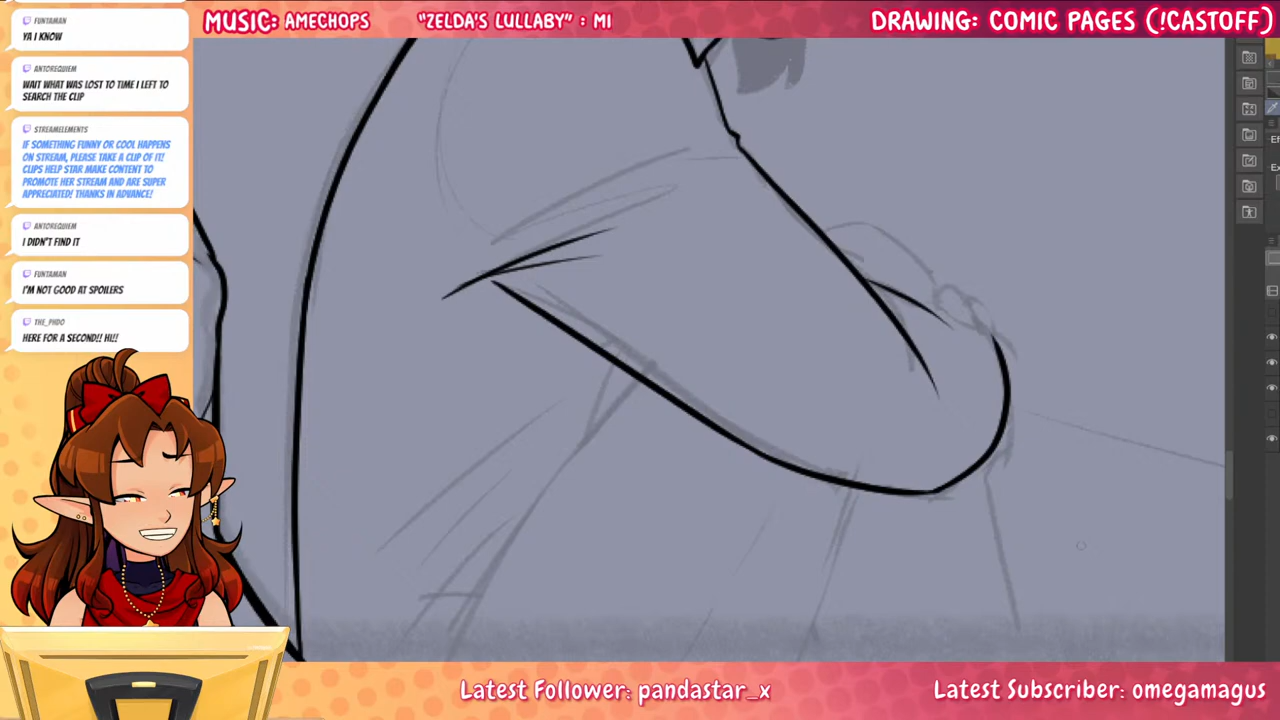 MUSIC: AMECHOPS "ZELDA'S LULLABY" : MI
DRAWING: COMIC PAGES (!CASTOFF)
FUNTAMAN
YA I KNOW
ANTOREQUIEM
WAIT WHAT WAS LOST TO TIME I LEFT TO
SEARCH THE CLIP
STREAMELEMENTS
IF SOMETHING FUNNY OR COOL HAPPENS
ON STREAM, PLEASE TAKE A CLIP OF IT!
CLIPS HELP STAR MAKE CONTENT TO
PROMOTE HER STREAM AND ARE SUPER
APPRECIATED! THANKS IN ADVANCE!
ANTOREQUIEM
I DIDN'T FIND IT
FUNTAMAN
I'M NOT GOOD AT SPOILERS
THE_PHDO
HERE FOR A SECOND!! HI!!
Latest Follower: pandastar_x
Latest Subscriber: omegamagus